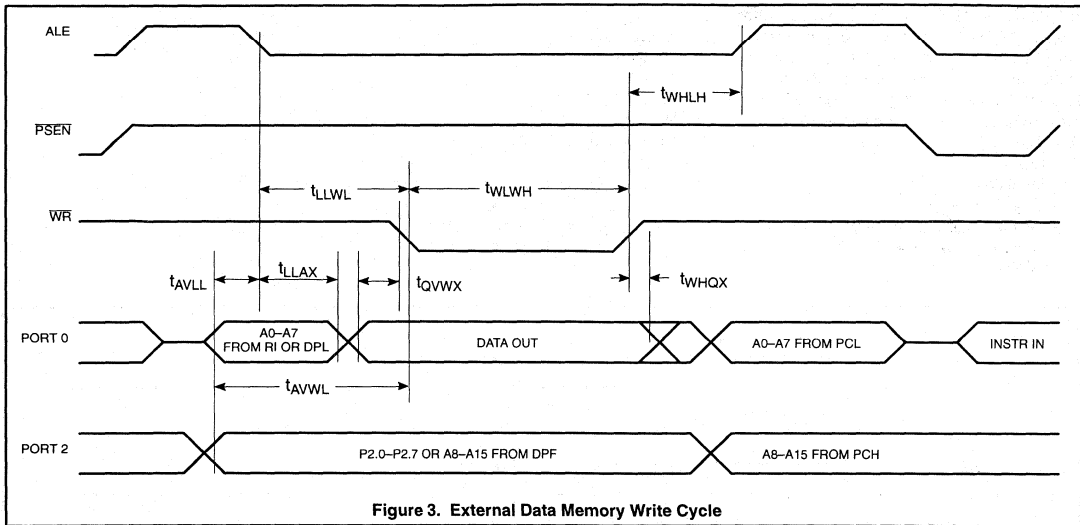 ALE
tWHLH
PSEN
tLLWL
tWLWH
WR
tAVLL
tLLAX
tQVWX
tWHQX
PORT 0
A0–A7
FROM RI OR DPL
DATA OUT
A0–A7 FROM PCL
INSTR IN
tAVWL
PORT 2
P2.0–P2.7 OR A8–A15 FROM DPF
A8–A15 FROM PCH
Figure 3. External Data Memory Write Cycle